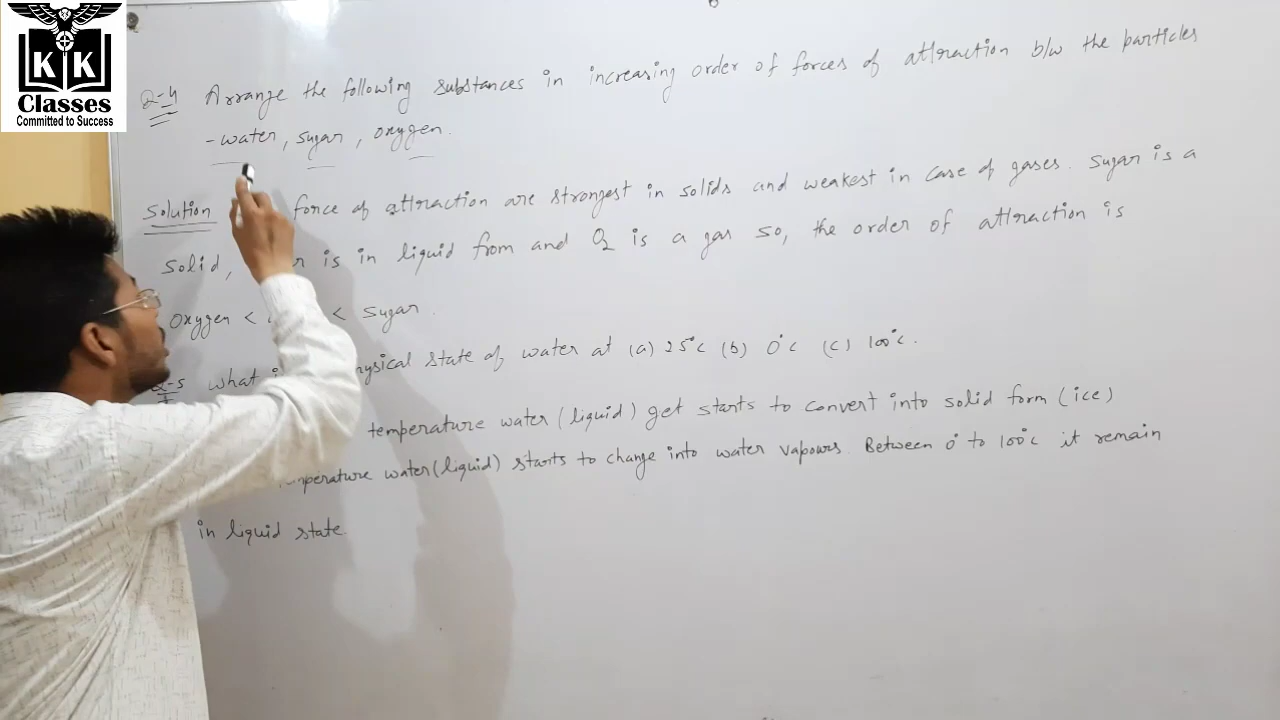 K K
Classes
Committed to Success
Q-4 Arrange the following substances in increasing order of forces of attraction b/w the particles
-water, sugar, oxygen.
Solution force of attraction are strongest in solids and weakest in case of gases. Sugar is a
solid, is in liquid from and O2 is a gas so, the order of attraction is
oxygen < < sugar.
Q-5 what physical state of water at (a) 25°c (b) 0°c (c) 100°c.
temperature water (liquid) get starts to convert into solid form (ice)
temperature water (liquid) starts to change into water vapours. Between 0° to 100°c it remain
in liquid state.